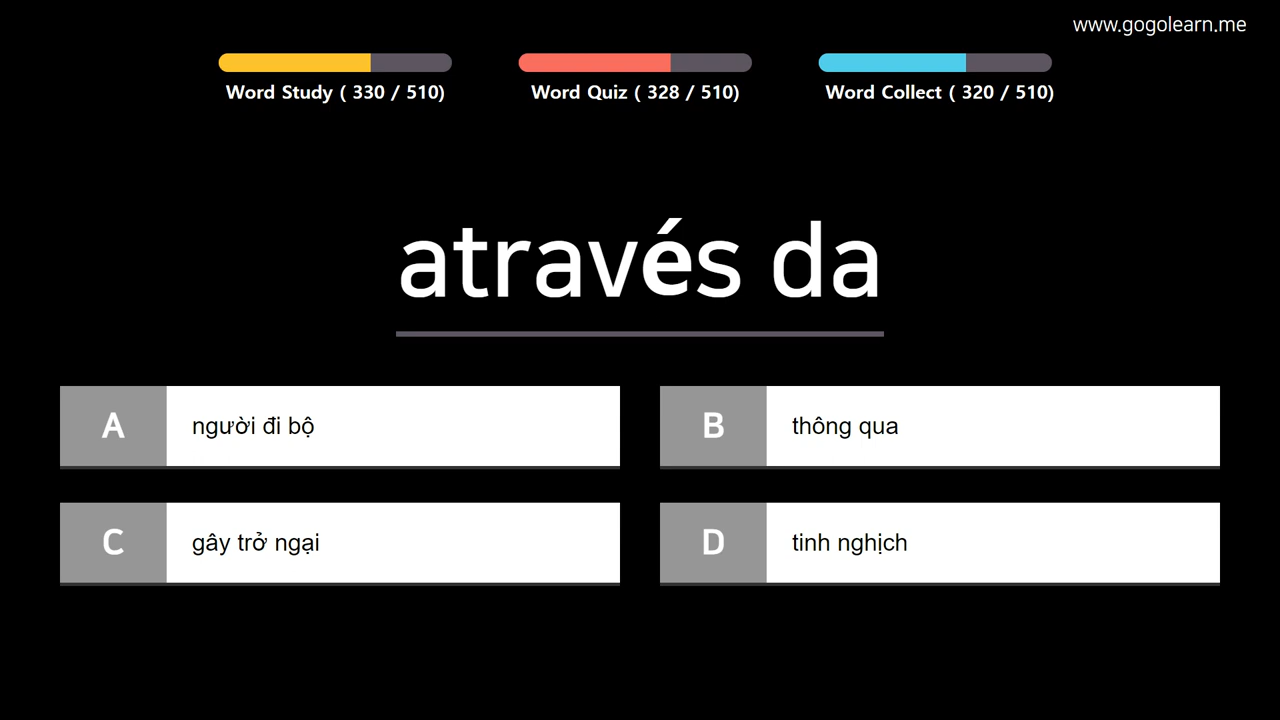 www.gogolearn.me
Word Study ( 330 / 510)
Word Quiz ( 328 / 510)
Word Collect ( 320 / 510)
através da
A
người đi bộ
B
thông qua
C
gây trở ngại
D
tinh nghịch